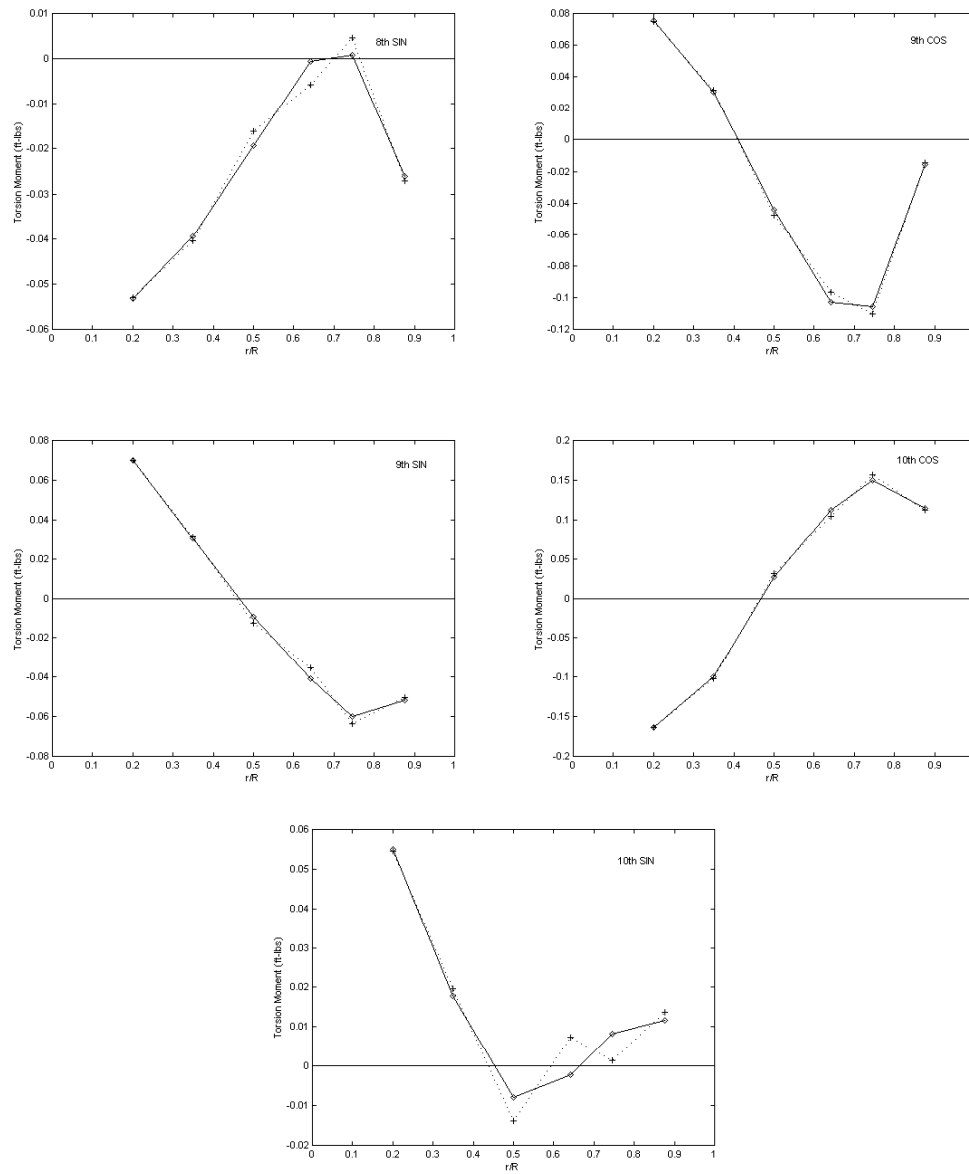 8th SIN
0.01
0
-0.01
-0.02
-0.03
-0.04
-0.05
-0.06
Torsion Moment (ft-lbs)
0 0.1 0.2 0.3 0.4 0.5 0.6 0.7 0.8 0.9 1
r/R
9th COS
0.08
0.06
0.04
0.02
0
-0.02
-0.04
-0.06
-0.08
-0.1
-0.12
Torsion Moment (ft-lbs)
0 0.1 0.2 0.3 0.4 0.5 0.6 0.7 0.8 0.9
r/R
9th SIN
0.08
0.06
0.04
0.02
0
-0.02
-0.04
-0.06
-0.08
Torsion Moment (ft-lbs)
0 0.1 0.2 0.3 0.4 0.5 0.6 0.7 0.8 0.9 1
r/R
10th COS
0.2
0.15
0.1
0.05
0
-0.05
-0.1
-0.15
-0.2
Torsion Moment (ft-lbs)
0 0.1 0.2 0.3 0.4 0.5 0.6 0.7 0.8 0.9
r/R
10th SIN
0.06
0.05
0.04
0.03
0.02
0.01
0
-0.01
-0.02
Torsion Moment (ft-lbs)
0 0.1 0.2 0.3 0.4 0.5 0.6 0.7 0.8 0.9 1
r/R